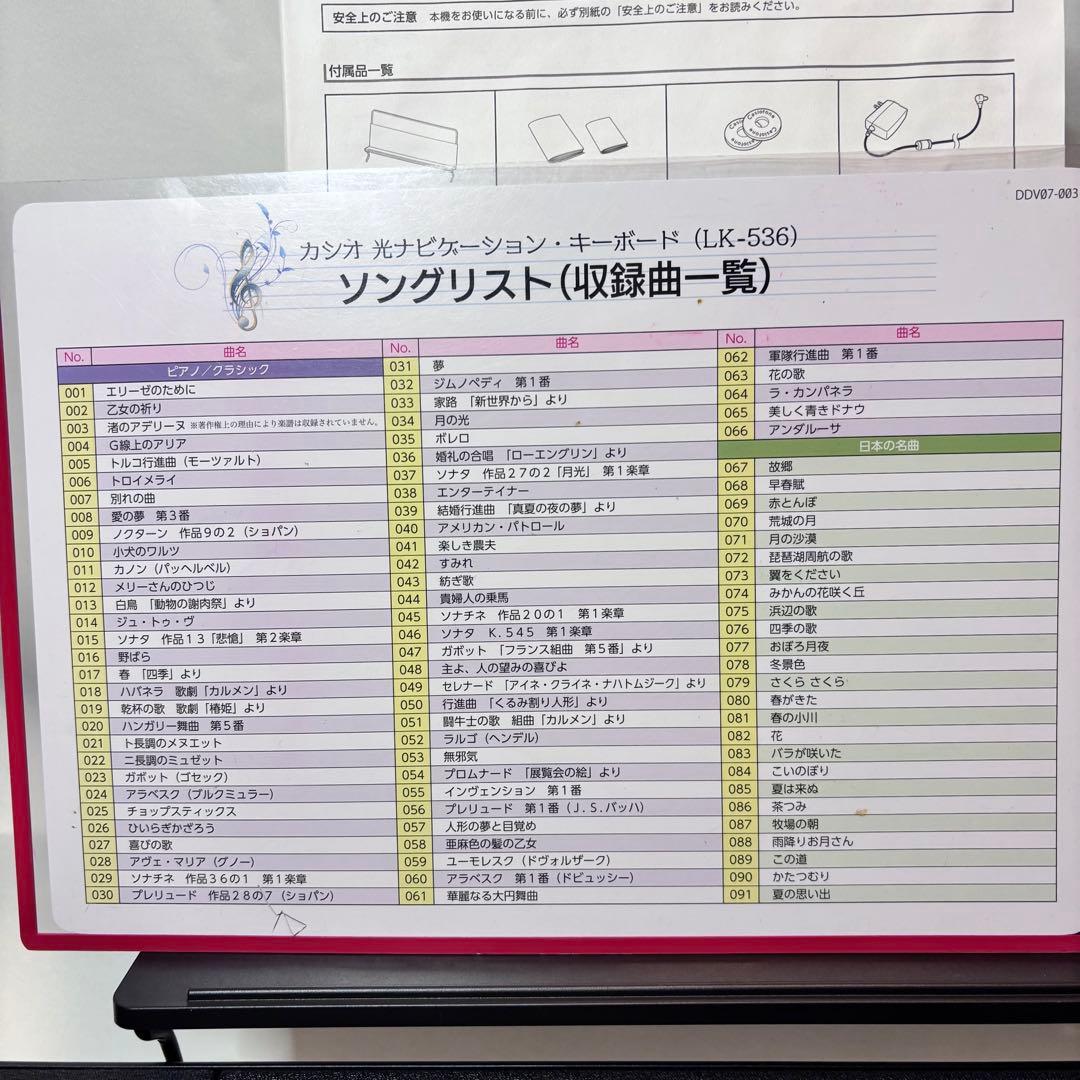 安全上のご注意 本機をお使いになる前に、必ず別紙の「安全上のご注意」をお読みください。
付属品一覧
Casiotone
Casiotone
DDV07-003
カシオ 光ナビゲーション・キーボード（LK-536）
ソングリスト（収録曲一覧）
No. 曲名
ピアノ／クラシック
001 エリーゼのために
002 乙女の祈り
003 渚のアデリーヌ ※著作権上の理由により楽譜は収録されていません。
004 G線上のアリア
005 トルコ行進曲（モーツァルト）
006 トロイメライ
007 別れの曲
008 愛の夢 第３番
009 ノクターン 作品９の２（ショパン）
010 小犬のワルツ
011 カノン（パッヘルベル）
012 メリーさんのひつじ
013 白鳥 「動物の謝肉祭」より
014 ジュ・トゥ・ヴ
015 ソナタ 作品１３「悲愴」 第２楽章
016 野ばら
017 春 「四季」より
018 ハバネラ 歌劇「カルメン」より
019 乾杯の歌 歌劇「椿姫」より
020 ハンガリー舞曲 第５番
021 ト長調のメヌエット
022 ニ長調のミュゼット
023 ガボット（ゴセック）
024 アラベスク（ブルクミュラー）
025 チョップスティックス
026 ひいらぎかざろう
027 喜びの歌
028 アヴェ・マリア（グノー）
029 ソナチネ 作品３６の１ 第１楽章
030 プレリュード 作品２８の７（ショパン）
No. 曲名
031 夢
032 ジムノペディ 第１番
033 家路 「新世界から」より
034 月の光
035 ボレロ
036 婚礼の合唱 「ローエングリン」より
037 ソナタ 作品２７の２「月光」 第１楽章
038 エンターテイナー
039 結婚行進曲 「真夏の夜の夢」より
040 アメリカン・パトロール
041 楽しき農夫
042 すみれ
043 紡ぎ歌
044 貴婦人の乗馬
045 ソナチネ 作品２０の１ 第１楽章
046 ソナタ Ｋ.５４５ 第１楽章
047 ガボット 「フランス組曲 第５番」より
048 主よ、人の望みの喜びよ
049 セレナード 「アイネ・クライネ・ナハトムジーク」より
050 行進曲 「くるみ割り人形」より
051 闘牛士の歌 組曲「カルメン」より
052 ラルゴ（ヘンデル）
053 無邪気
054 プロムナード 「展覧会の絵」より
055 インヴェンション 第１番
056 プレリュード 第１番（Ｊ.Ｓ.バッハ）
057 人形の夢と目覚め
058 亜麻色の髪の乙女
059 ユーモレスク（ドヴォルザーク）
060 アラベスク 第１番（ドビュッシー）
061 華麗なる大円舞曲
No. 曲名
062 軍隊行進曲 第１番
063 花の歌
064 ラ・カンパネラ
065 美しく青きドナウ
066 アンダルーサ
日本の名曲
067 故郷
068 早春賦
069 赤とんぼ
070 荒城の月
071 月の沙漠
072 琵琶湖周航の歌
073 翼をください
074 みかんの花咲く丘
075 浜辺の歌
076 四季の歌
077 おぼろ月夜
078 冬景色
079 さくら さくら
080 春がきた
081 春の小川
082 花
083 バラが咲いた
084 こいのぼり
085 夏は来ぬ
086 茶つみ
087 牧場の朝
088 雨降りお月さん
089 この道
090 かたつむり
091 夏の思い出